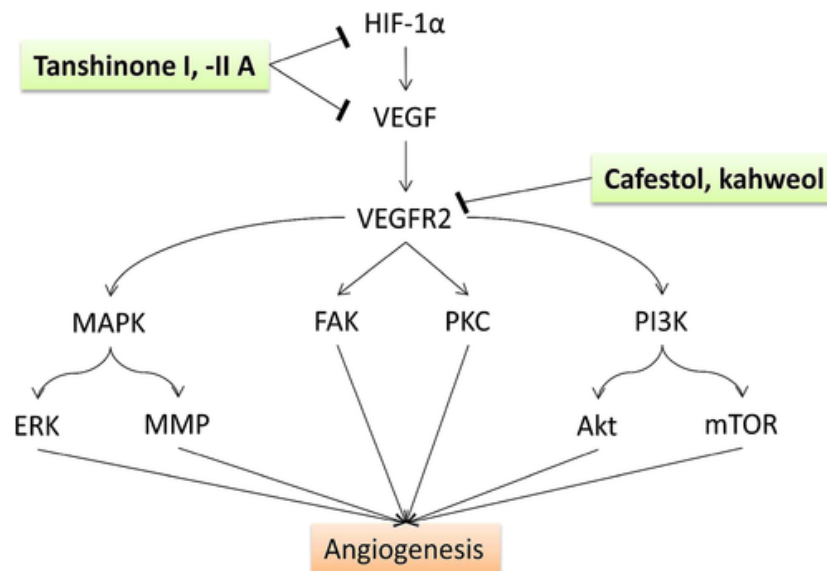 HIF-1α
Tanshinone I, -II A
VEGF
Cafestol, kahweol
VEGFR2
MAPK
FAK
PKC
PI3K
ERK
MMP
Akt
mTOR
Angiogenesis